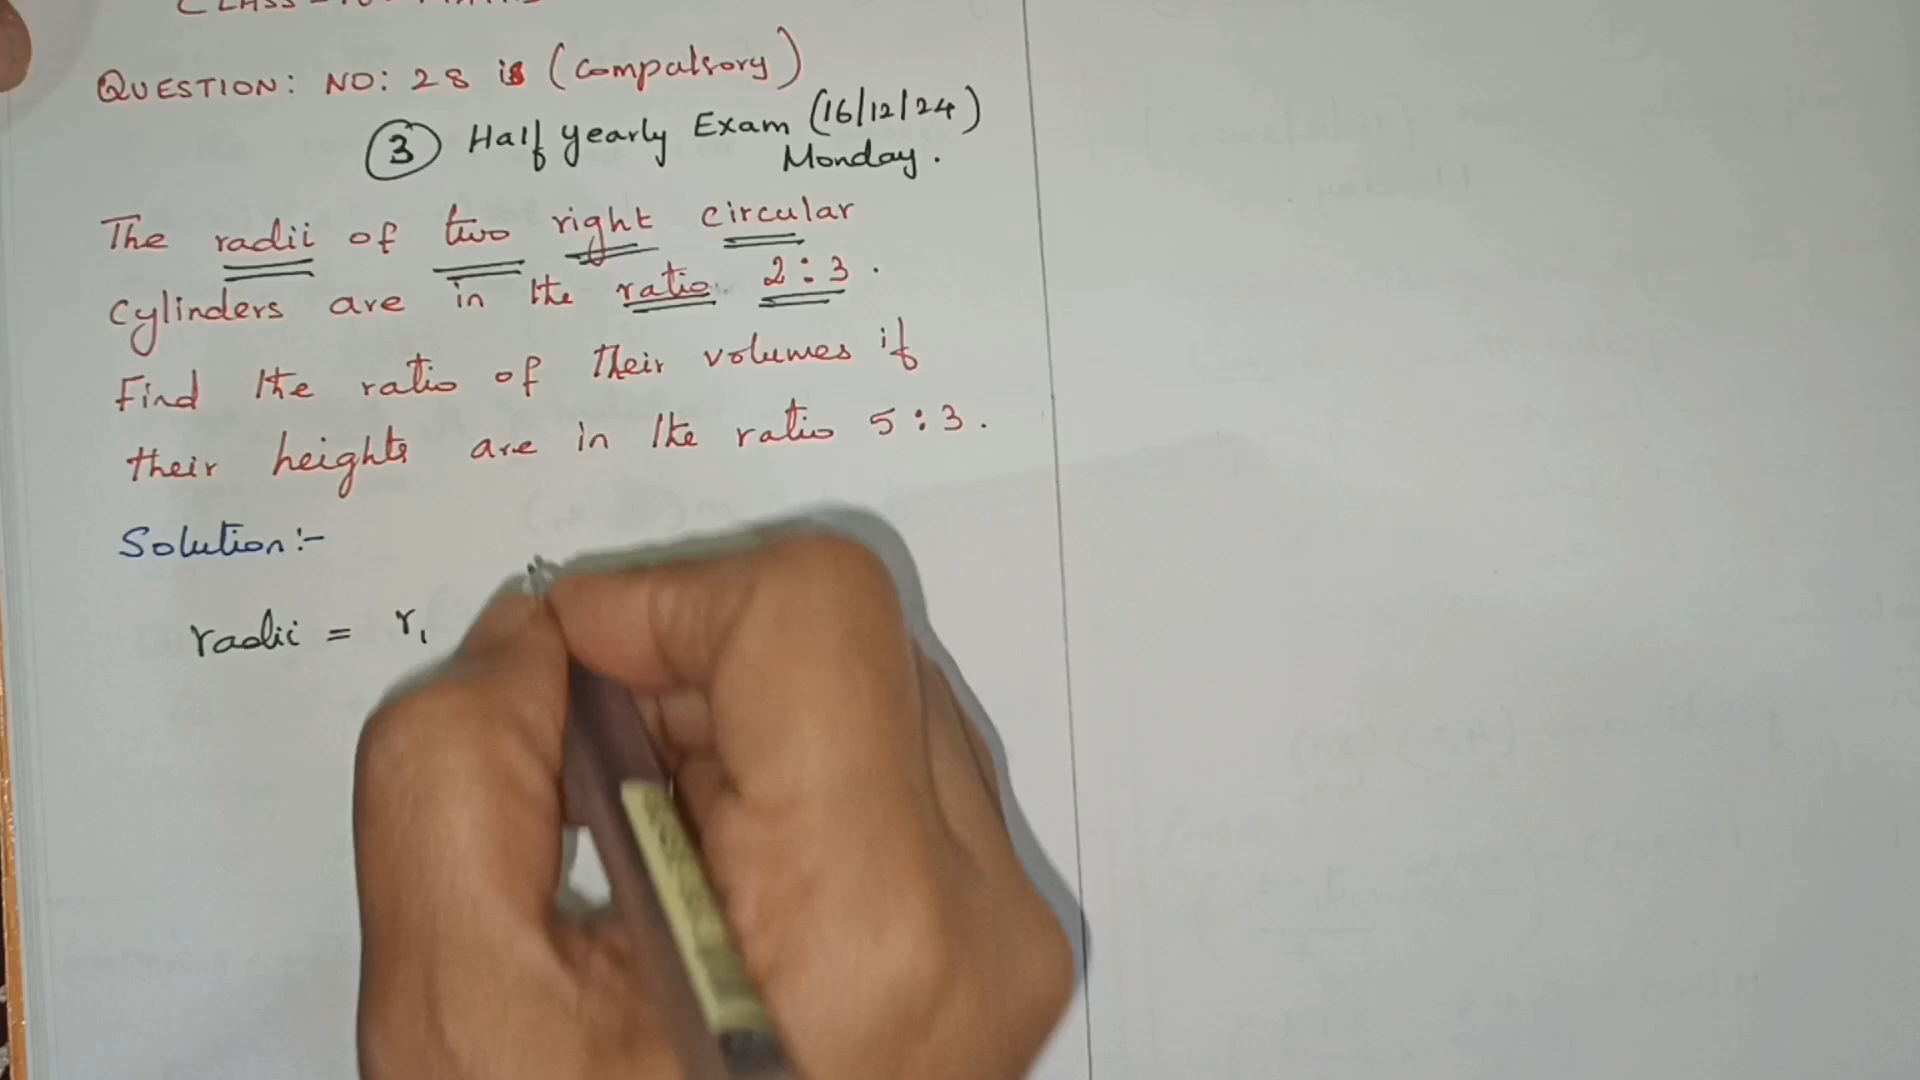 QUESTION: NO: 28 is (Compulsory)
3 Half yearly Exam (16/12/24)
Monday.
The radii of two right circular
Cylinders are in the ratio 2:3.
Find the ratio of their volumes if
their heights are in the ratio 5:3.
Solution:-
radii = r₁